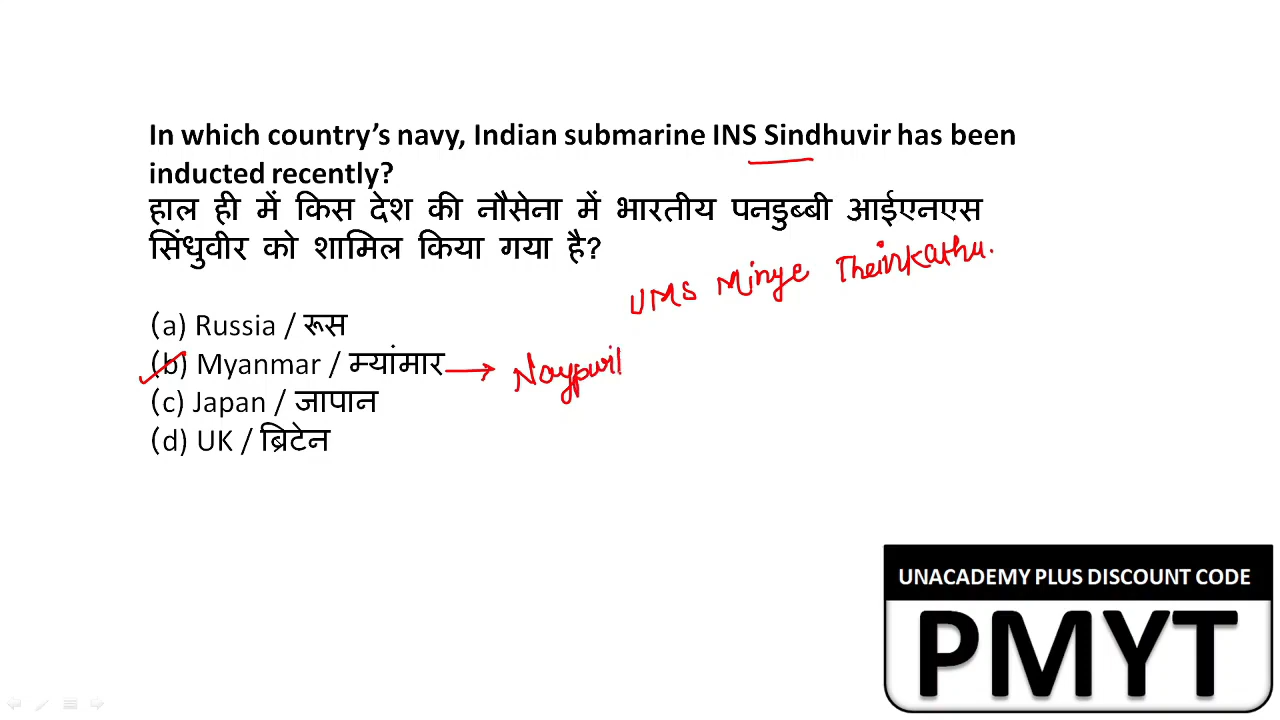 In which country's navy, Indian submarine INS Sindhuvir has been
inducted recently?
हाल ही में किस देश की नौसेना में भारतीय पनडुब्बी आईएनएस
सिंधुवीर को शामिल किया गया है?
UMS Minye Theinkathu.
(a) Russia / रूस
(b) Myanmar / म्यांमार → Naypwil
(c) Japan / जापान
(d) UK / ब्रिटेन
UNACADEMY PLUS DISCOUNT CODE
PMYT